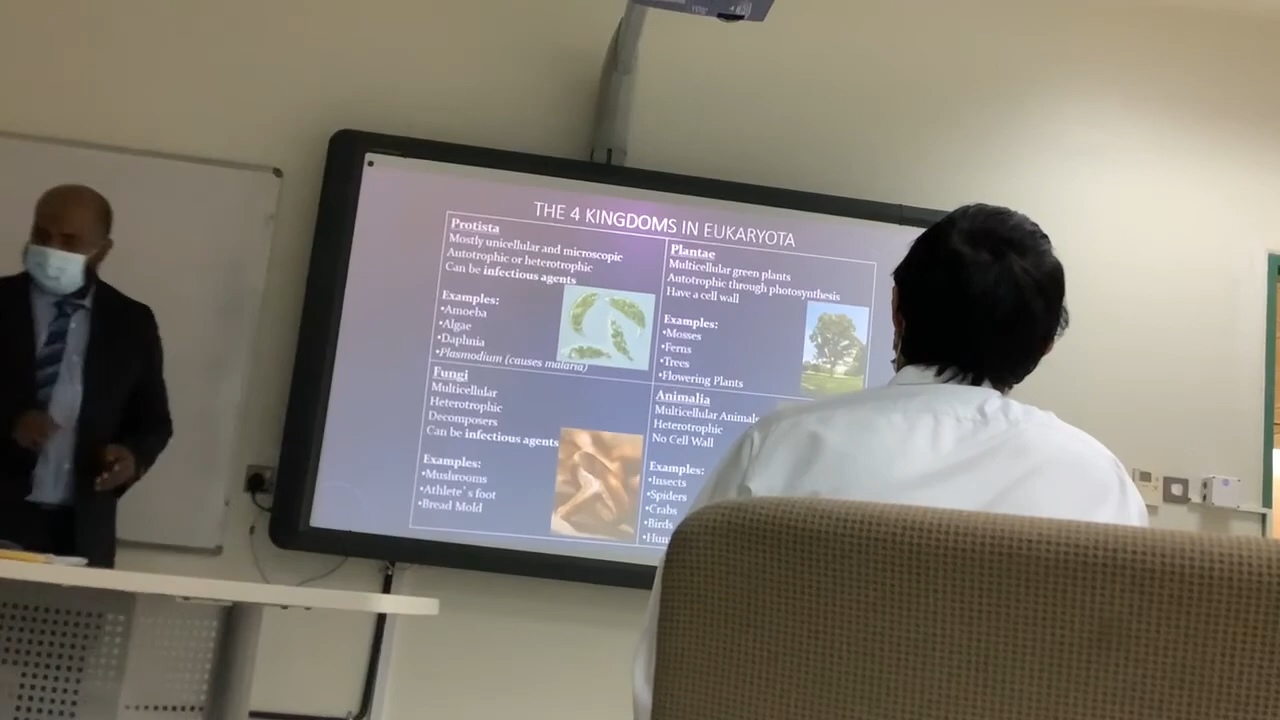 THE 4 KINGDOMS IN EUKARYOTA
Protista
Mostly unicellular and microscopic
Autotrophic or heterotrophic
Can be infectious agents
Examples:
•Amoeba
•Algae
•Daphnia
•Plasmodium (causes malaria)
Plantae
Multicellular green plants
Autotrophic through photosynthesis
Have a cell wall
Examples:
•Mosses
•Ferns
•Trees
•Flowering Plants
Fungi
Multicellular
Heterotrophic
Decomposers
Can be infectious agents
Examples:
•Mushrooms
•Athlete's foot
•Bread Mold
Animalia
Multicellular Animals
Heterotrophic
No Cell Wall
Examples:
•Insects
•Spiders
•Crabs
•Birds